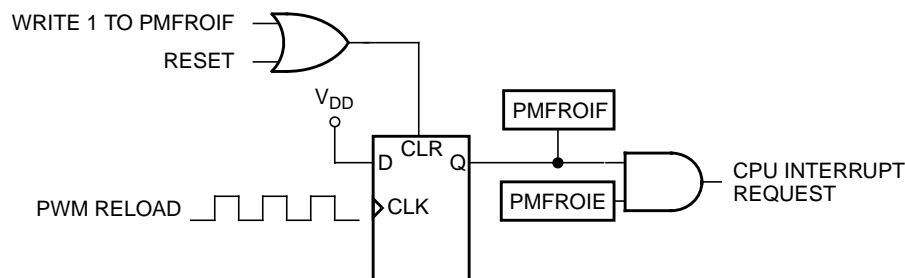 WRITE 1 TO PMFROIF
RESET
VDD
CLR
D
Q
PMFROIF
CPU INTERRUPT
REQUEST
PMFROIE
PWM RELOAD
CLK